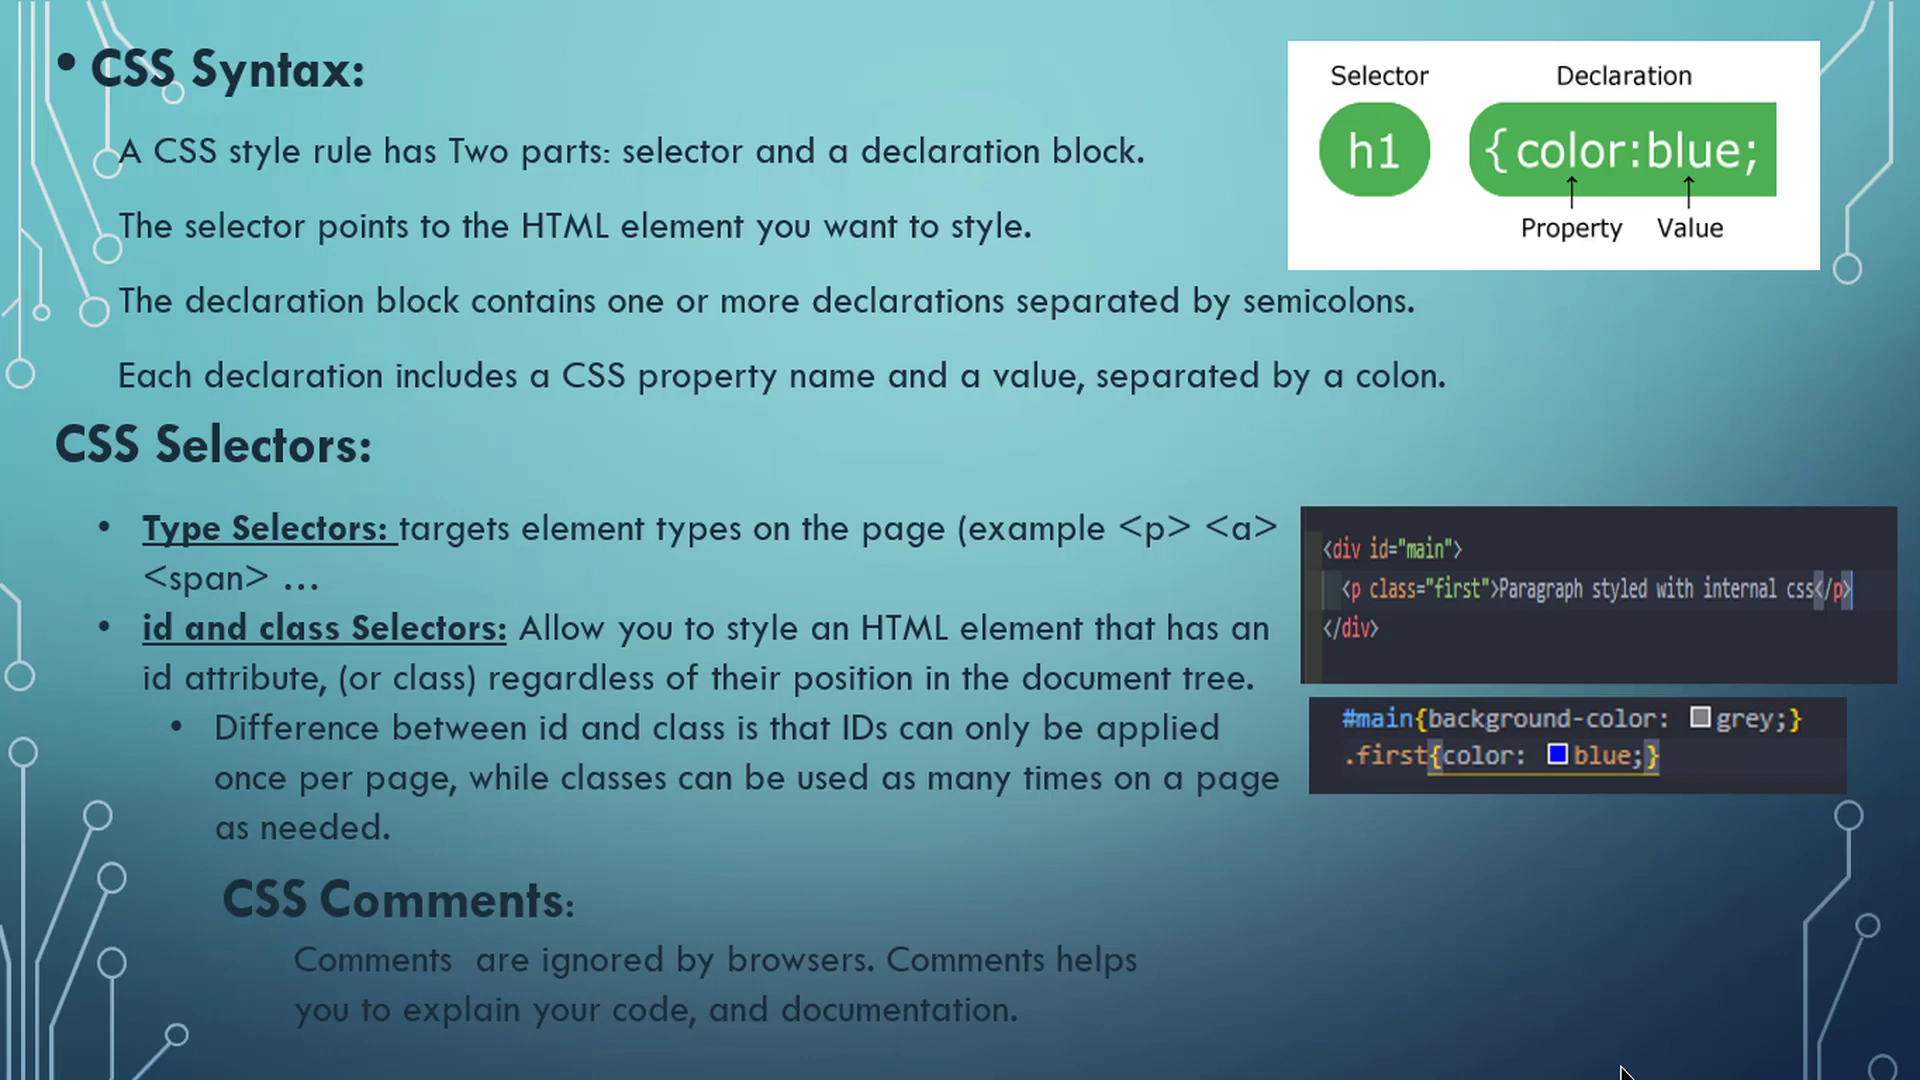 • CSS Syntax:
A CSS style rule has Two parts: selector and a declaration block.
The selector points to the HTML element you want to style.
The declaration block contains one or more declarations separated by semicolons.
Each declaration includes a CSS property name and a value, separated by a colon.
Selector Declaration
h1 {color:blue;
Property Value
CSS Selectors:
• Type Selectors: targets element types on the page (example <p> <a>
<span> …
• id and class Selectors: Allow you to style an HTML element that has an
id attribute, (or class) regardless of their position in the document tree.
• Difference between id and class is that IDs can only be applied
once per page, while classes can be used as many times on a page
as needed.
<div id="main">
<p class="first">Paragraph styled with internal css</p>
</div>
#main{background-color: grey;}
.first{color: blue;}
CSS Comments:
Comments are ignored by browsers. Comments helps
you to explain your code, and documentation.